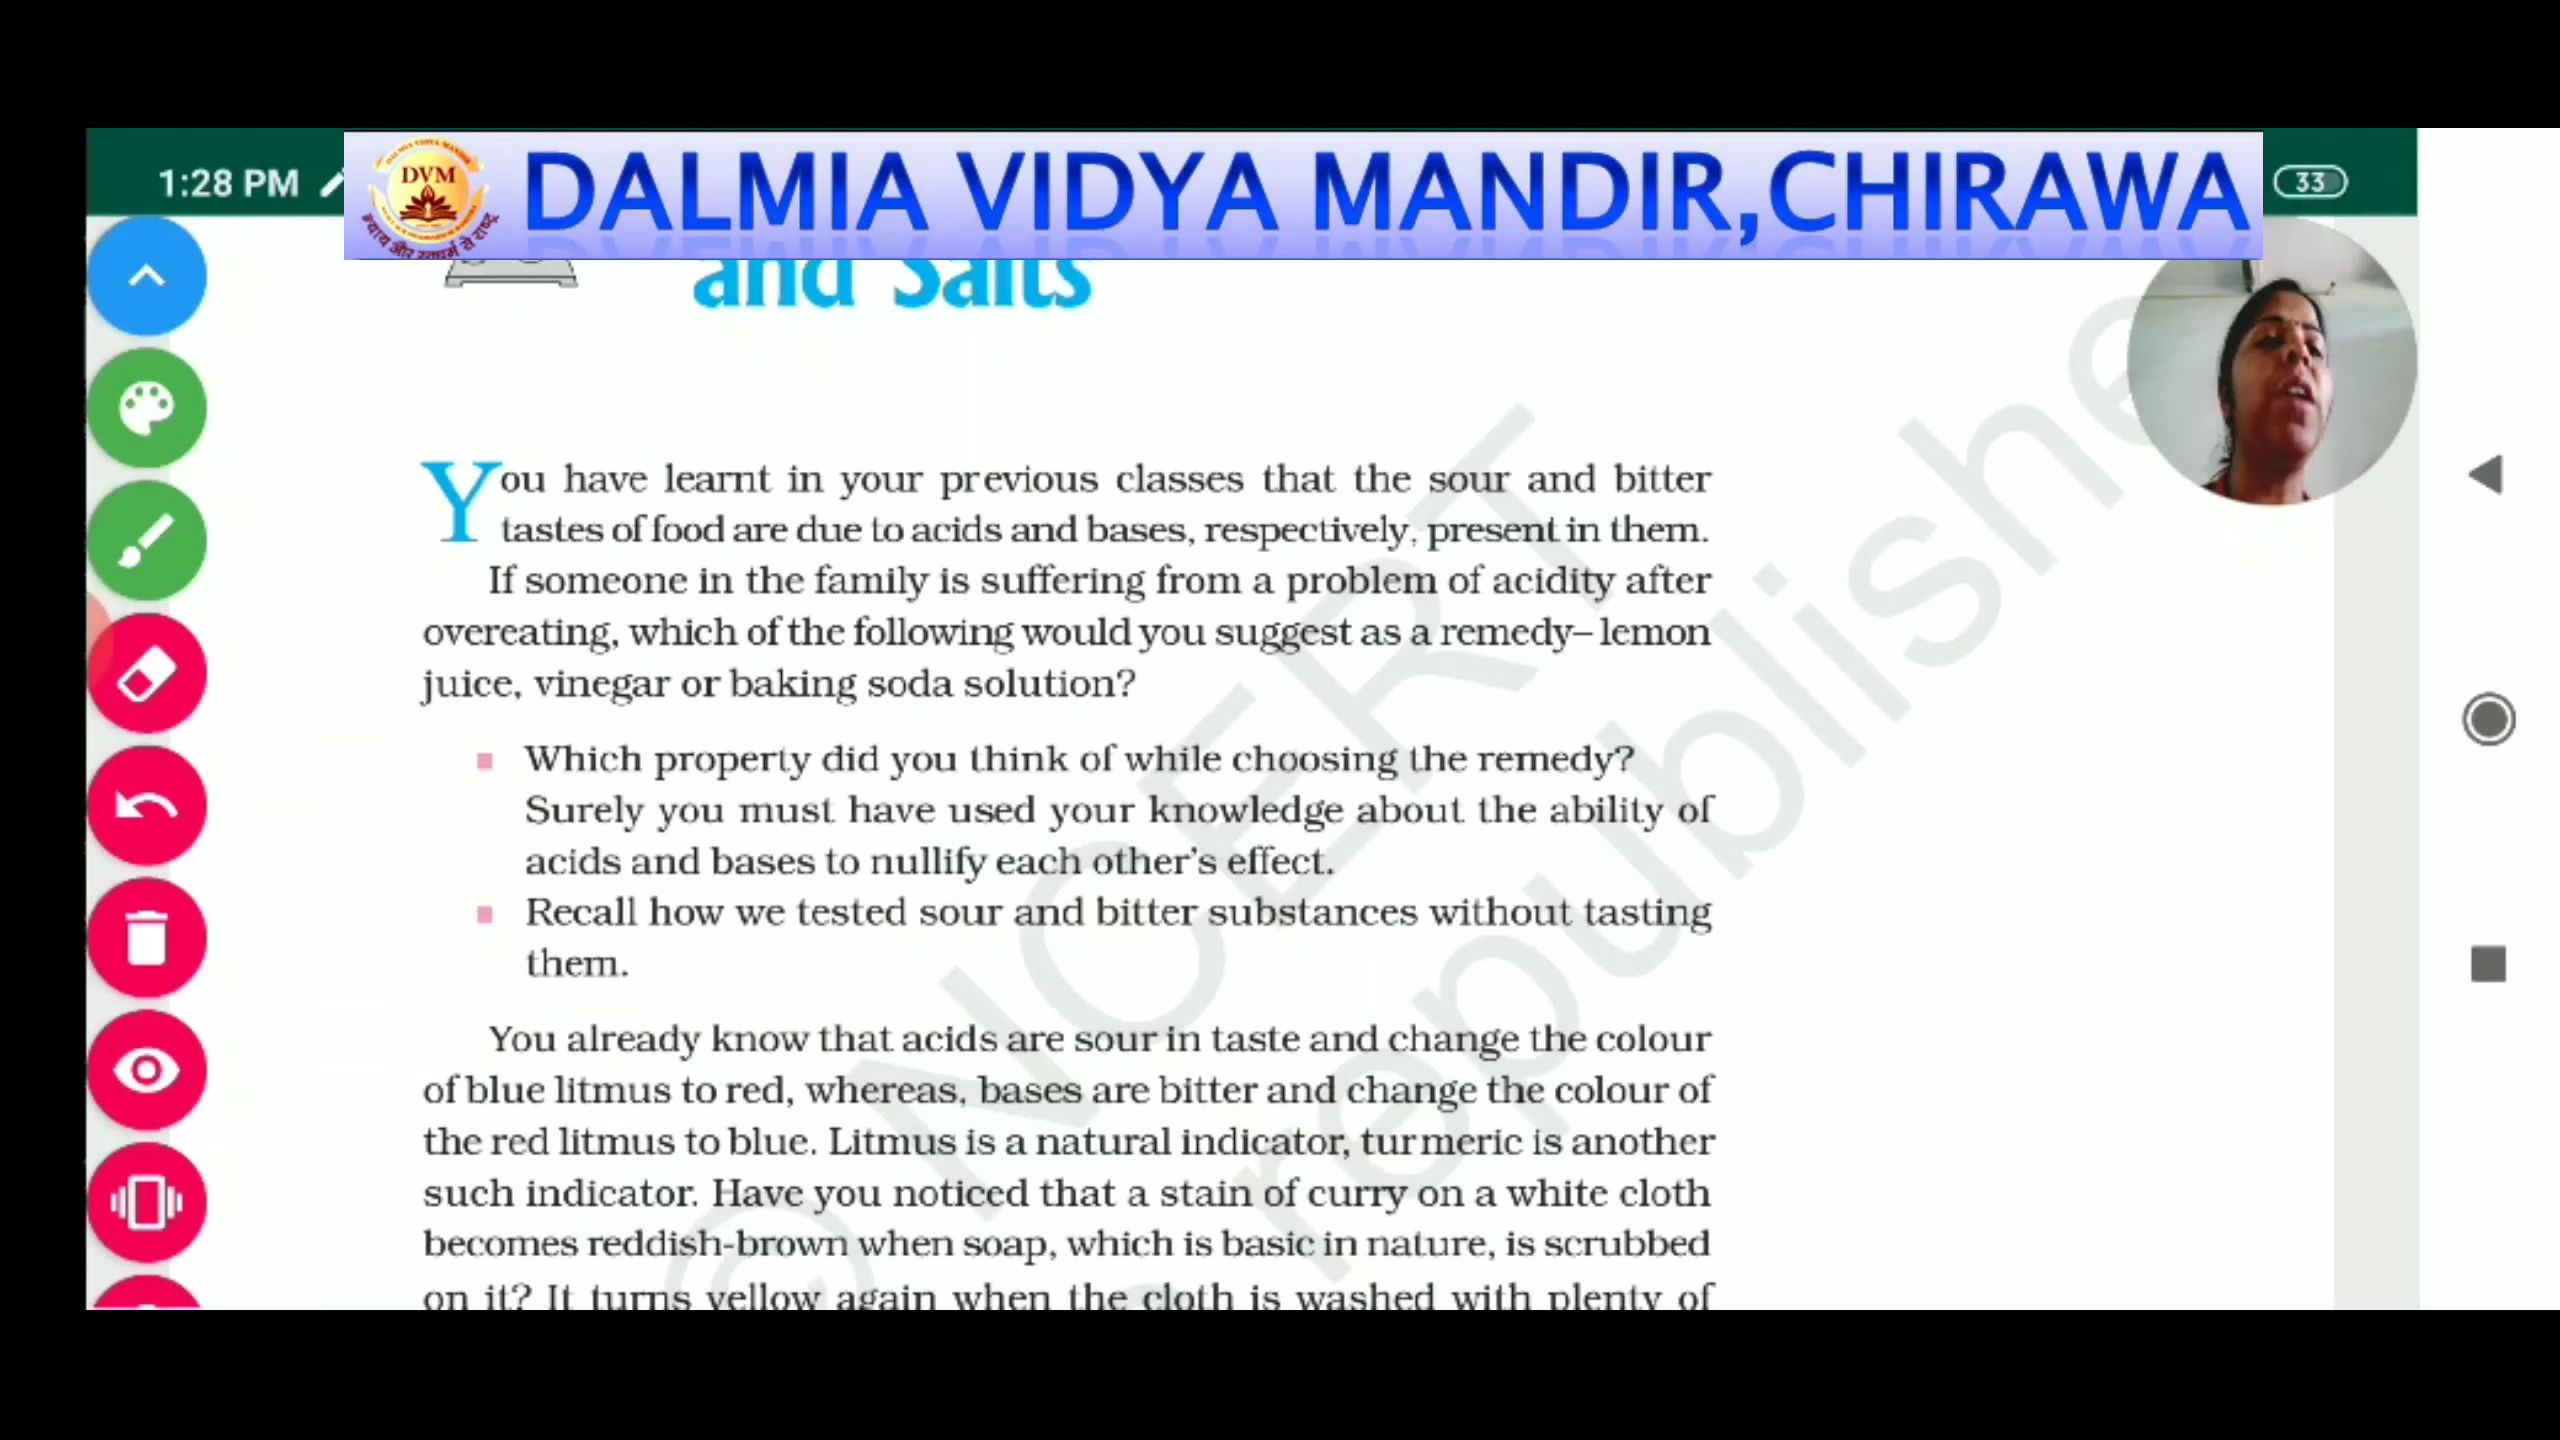 1:28 PM
DVM
DALMIA VIDYA MANDIR,CHIRAWA
33
and Salts
You have learnt in your previous classes that the sour and bitter
tastes of food are due to acids and bases, respectively, present in them.
If someone in the family is suffering from a problem of acidity after
overeating, which of the following would you suggest as a remedy– lemon
juice, vinegar or baking soda solution?
Which property did you think of while choosing the remedy?
Surely you must have used your knowledge about the ability of
acids and bases to nullify each other's effect.
Recall how we tested sour and bitter substances without tasting
them.
You already know that acids are sour in taste and change the colour
of blue litmus to red, whereas, bases are bitter and change the colour of
the red litmus to blue. Litmus is a natural indicator, turmeric is another
such indicator. Have you noticed that a stain of curry on a white cloth
becomes reddish-brown when soap, which is basic in nature, is scrubbed
on it? It turns yellow again when the cloth is washed with plenty of
© NCERT
republishe